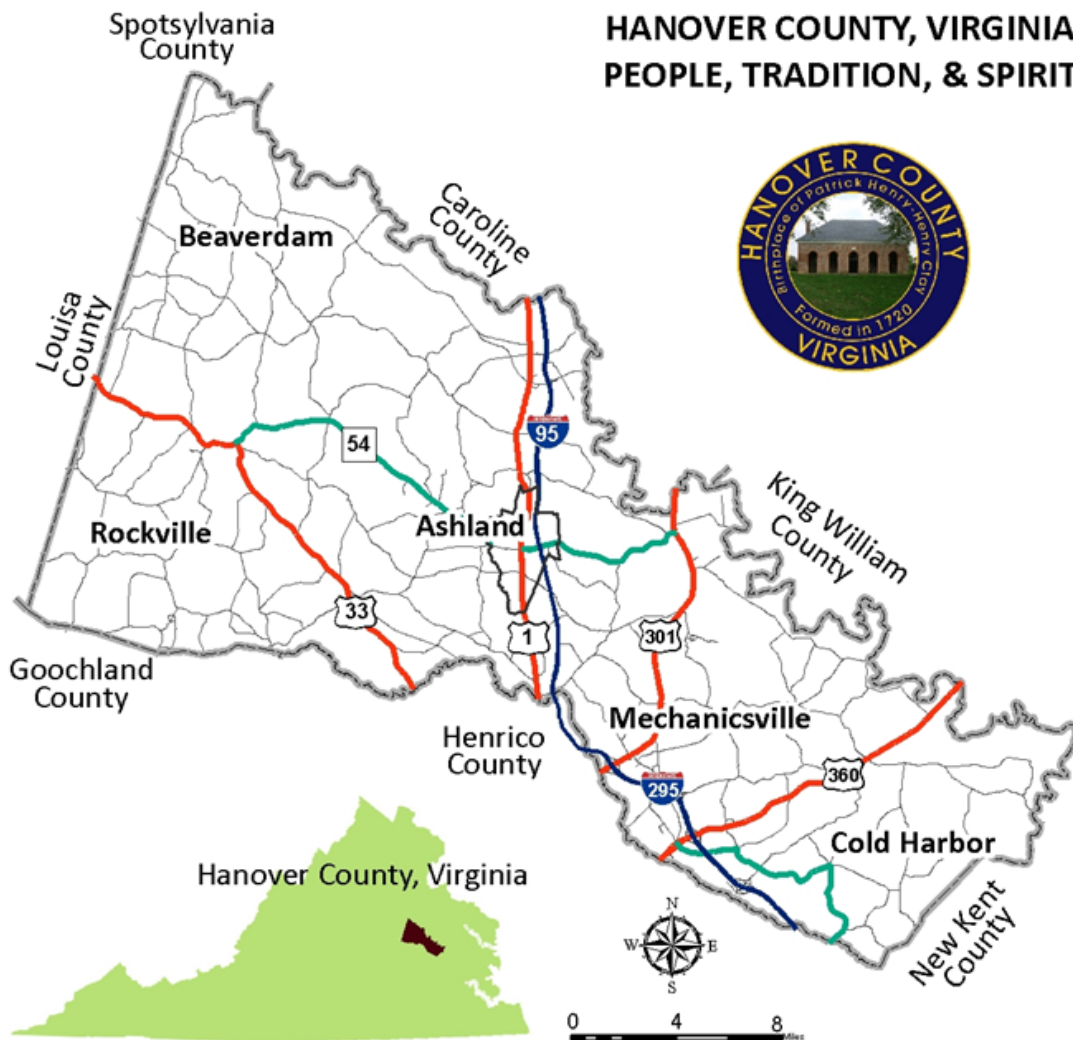 Spotsylvania
County
HANOVER COUNTY, VIRGINIA
PEOPLE, TRADITION, & SPIRIT
HANOVER COUNTY
Birthplace of Patrick Henry-Henry Clay
Formed in 1720
VIRGINIA
Caroline
County
Beaverdam
Louisa
County
95
54
King William
County
Rockville
Ashland
33
1
301
Goochland
County
Mechanicsville
Henrico
County
295
360
Cold Harbor
New Kent
County
Hanover County, Virginia
N
W
E
S
0
4
8
Miles